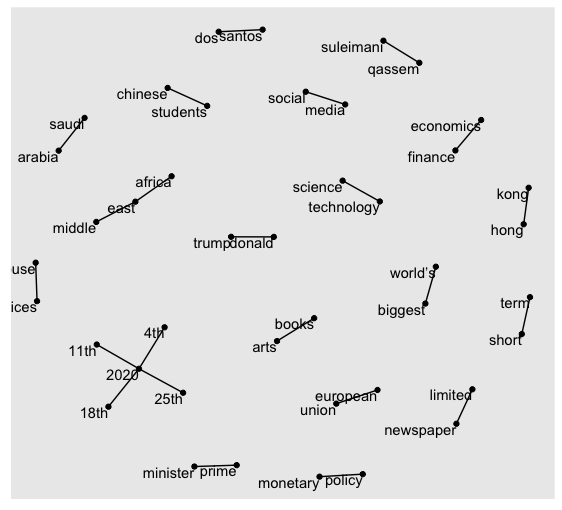 dos santos
suleimani
qassem
chinese
students
social
media
saudi
arabia
economics
finance
africa
east
middle
science
technology
kong
hong
trump donald
use
ices
world's
biggest
term
short
books
arts
4th
11th
2020
25th
18th
european
union
limited
newspaper
minister prime
monetary policy